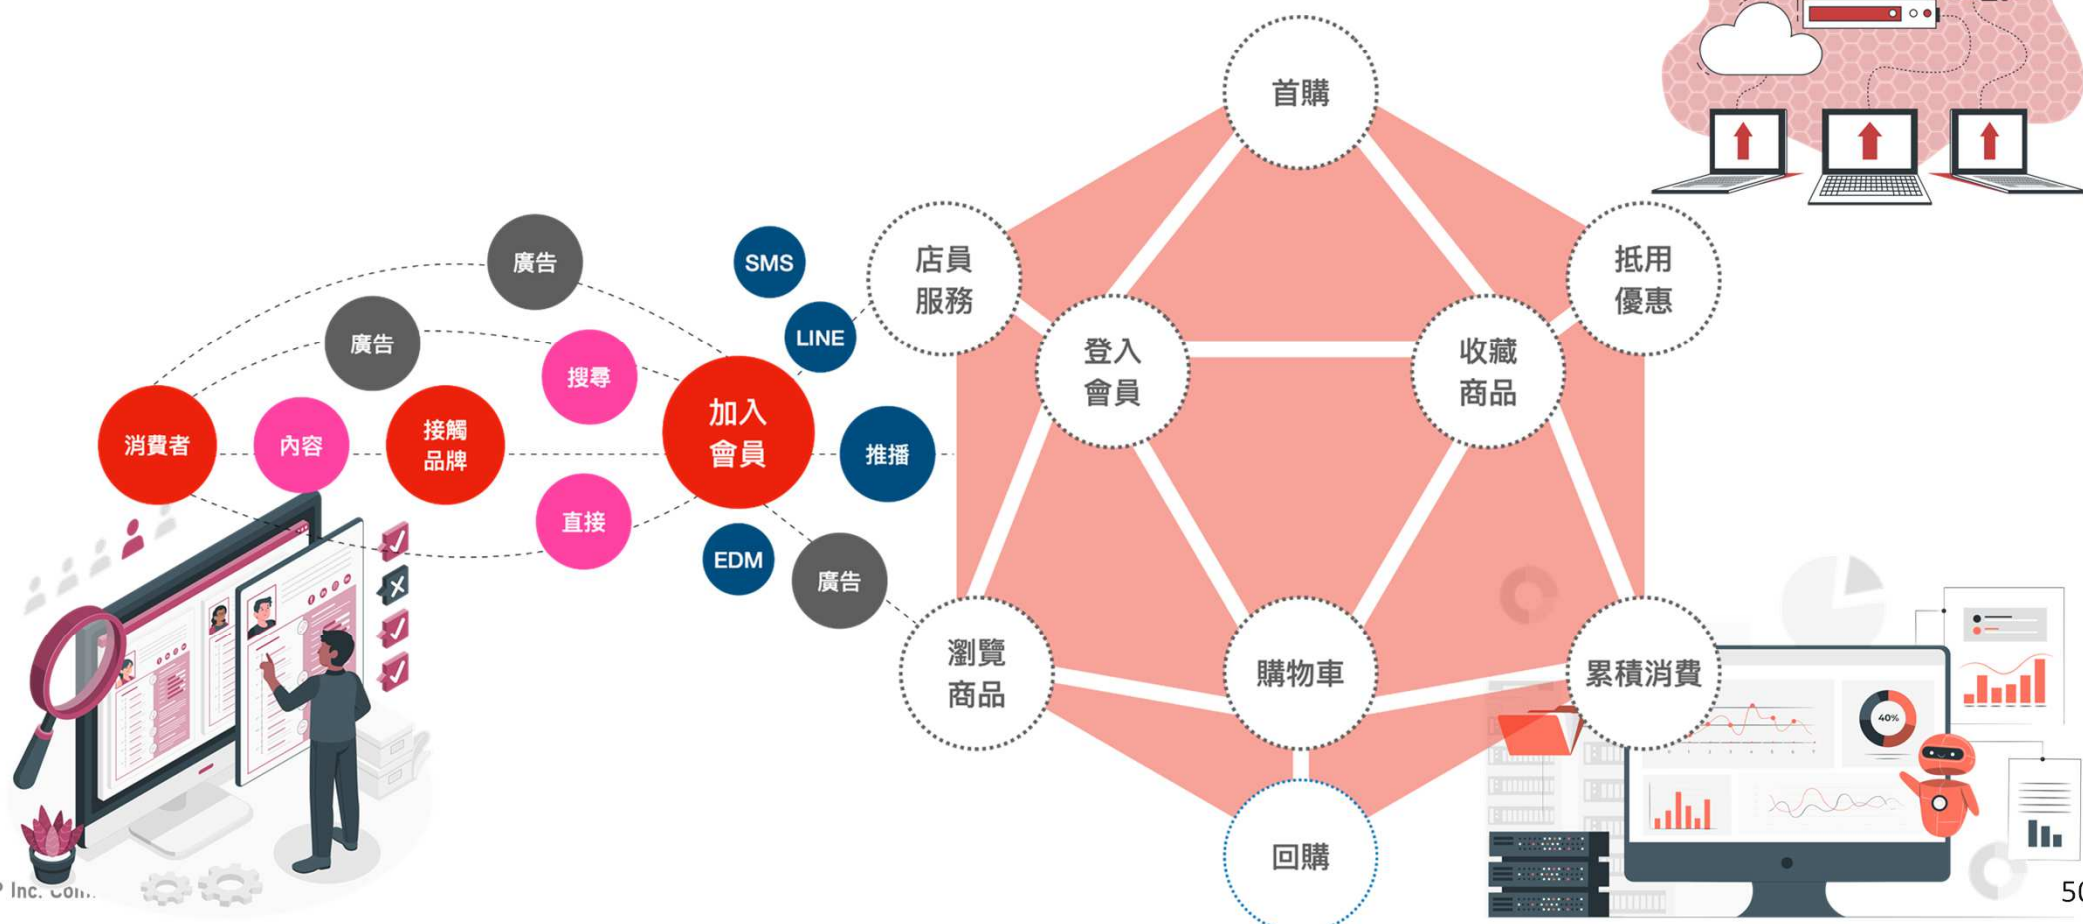 首購
廣告
SMS
店員
服務
抵用
優惠
廣告
LINE
搜尋
登入
會員
收藏
商品
消費者
內容
接觸
品牌
加入
會員
推播
直接
EDM
廣告
瀏覽
商品
購物車
累積消費
40%
回購
Inc.